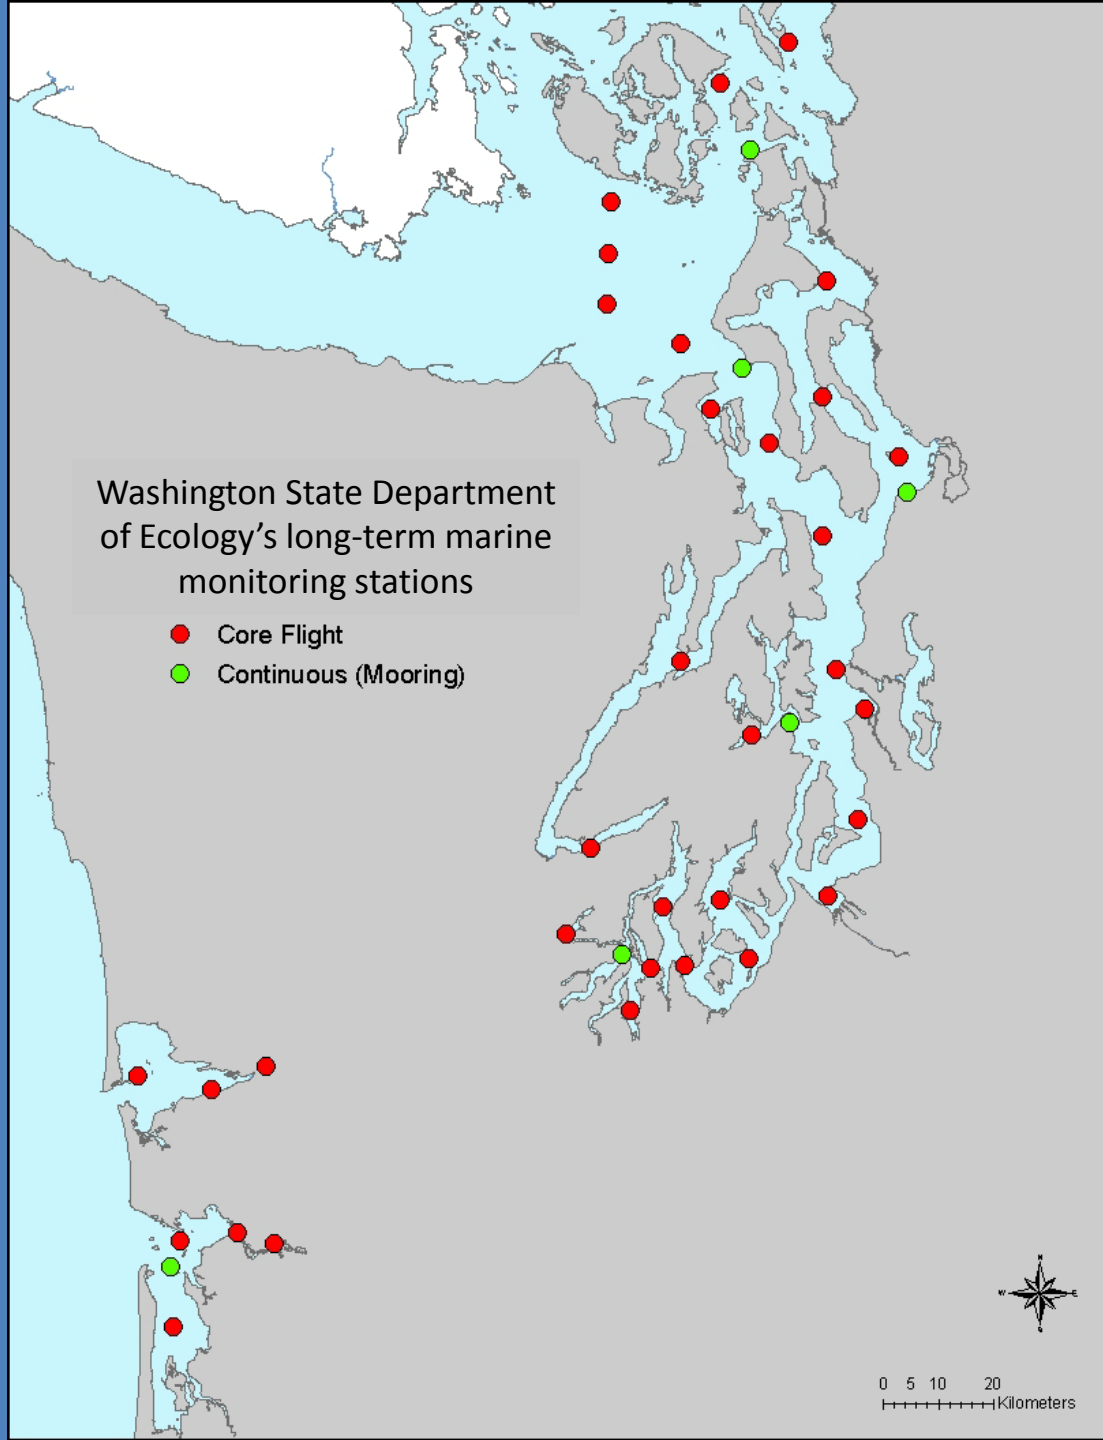 Washington State Department
of Ecology’s long-term marine
monitoring stations
Core Flight
Continuous (Mooring)
N
W E
S
0 5 10 20
Kilometers